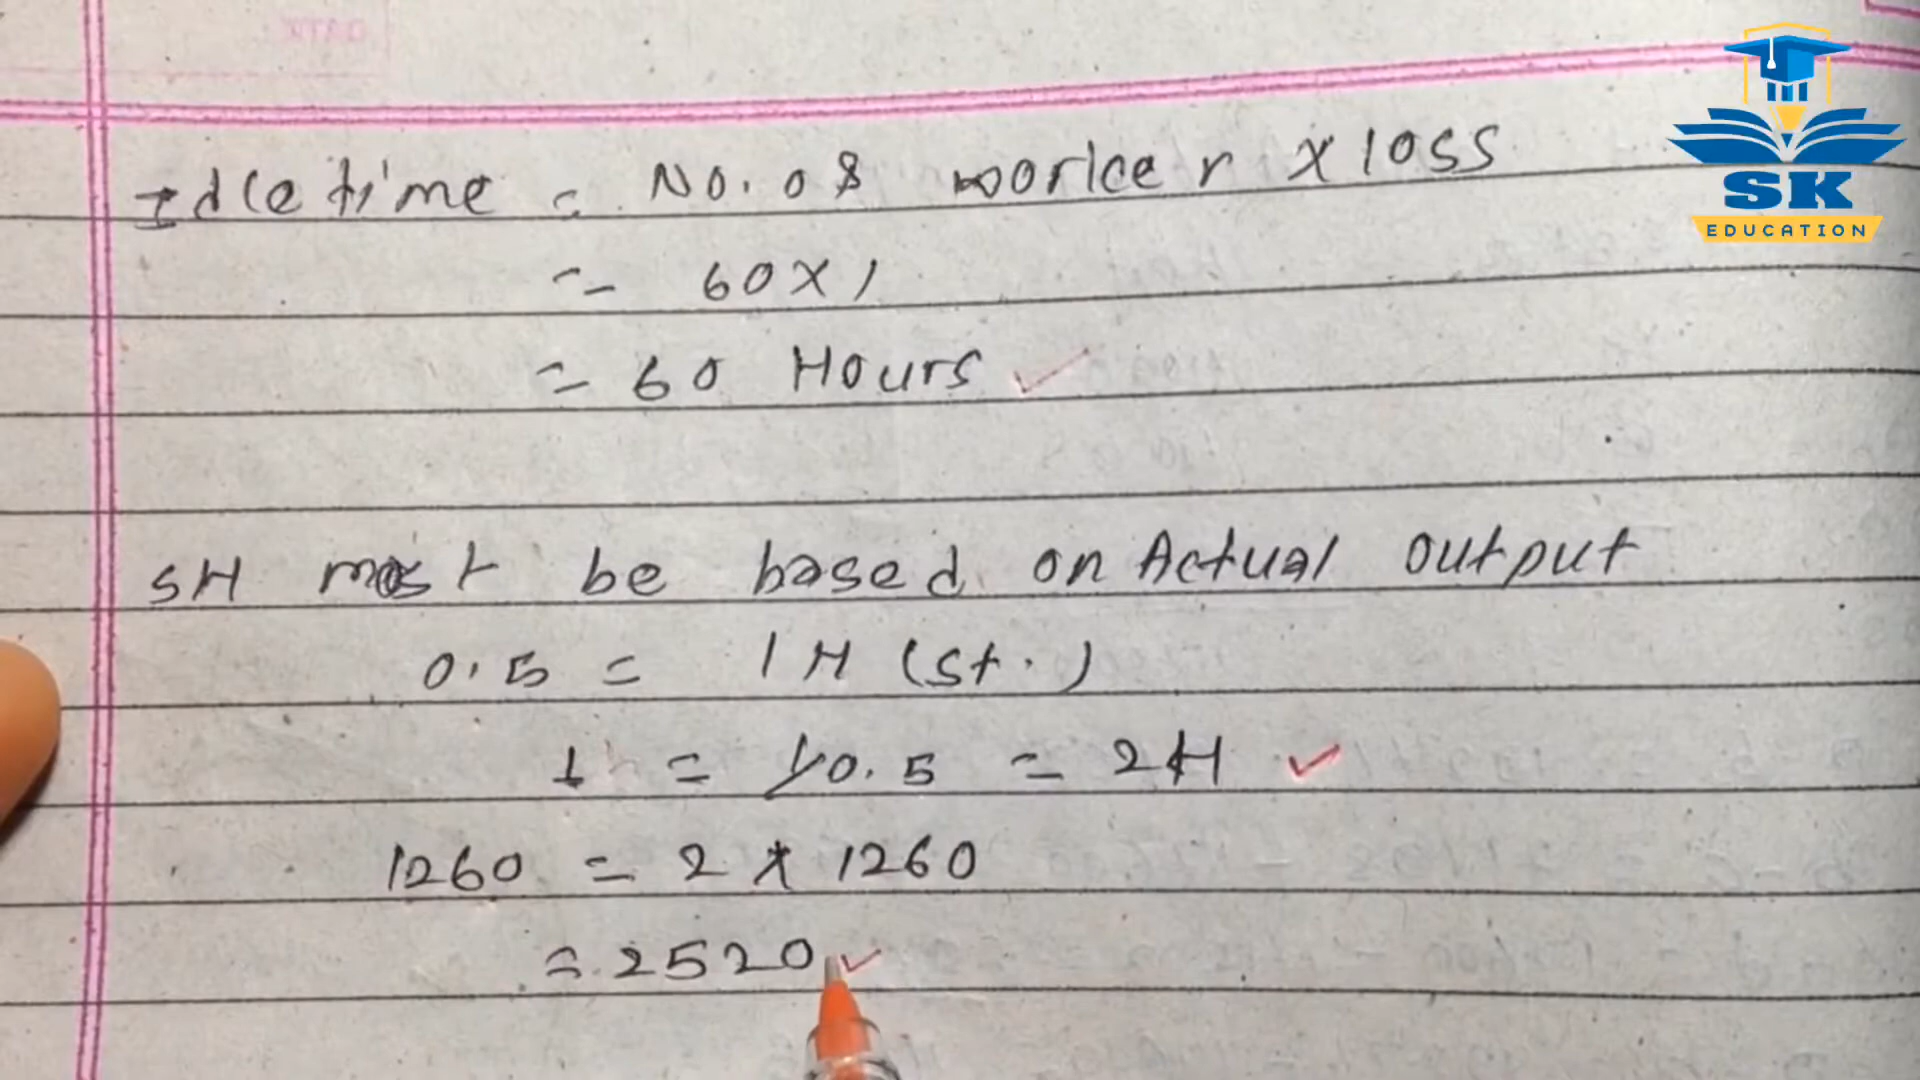 Idle time = No. of worker x loss
= 60 x 1
= 60 Hours ✓
SH most be based on Actual output
0.5 = 1 H (st.)
1 = 1/0.5 = 2H ✓
1260 = 2 x 1260
= 2520 ✓
SK
EDUCATION